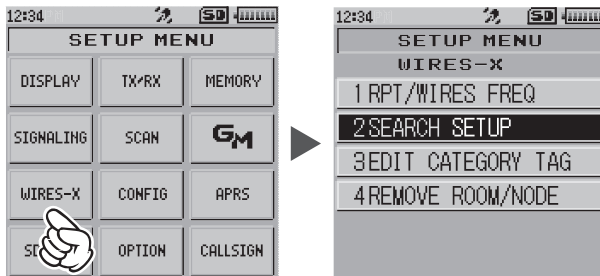 12:34 SD
SETUP MENU
DISPLAY TX/RX MEMORY
SIGNALING SCAN GM
WIRES-X CONFIG APRS
OPTION CALLSIGN
12:34 SD
SETUP MENU
WIRES-X
1 RPT/WIRES FREQ
2 SEARCH SETUP
3 EDIT CATEGORY TAG
4 REMOVE ROOM/NODE